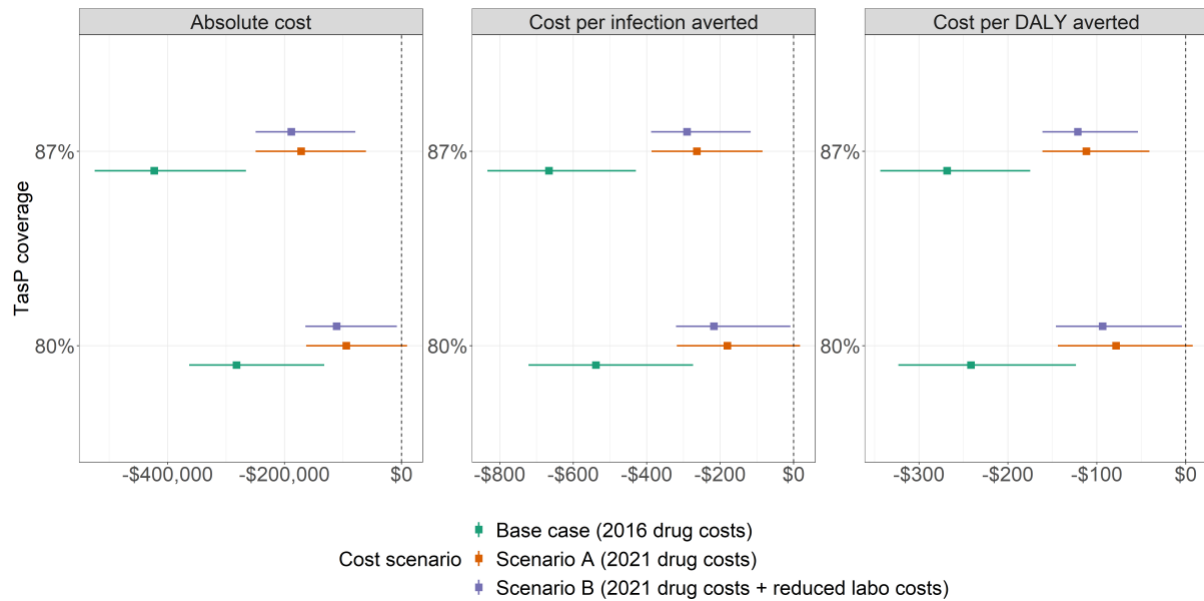 Absolute cost
Cost per infection averted
Cost per DALY averted
TasP coverage
87%
87%
87%
80%
80%
80%
-$400,000 -$200,000 $0
-$800 -$600 -$400 -$200 $0
-$300 -$200 -$100 $0
Cost scenario
Base case (2016 drug costs)
Scenario A (2021 drug costs)
Scenario B (2021 drug costs + reduced labo costs)